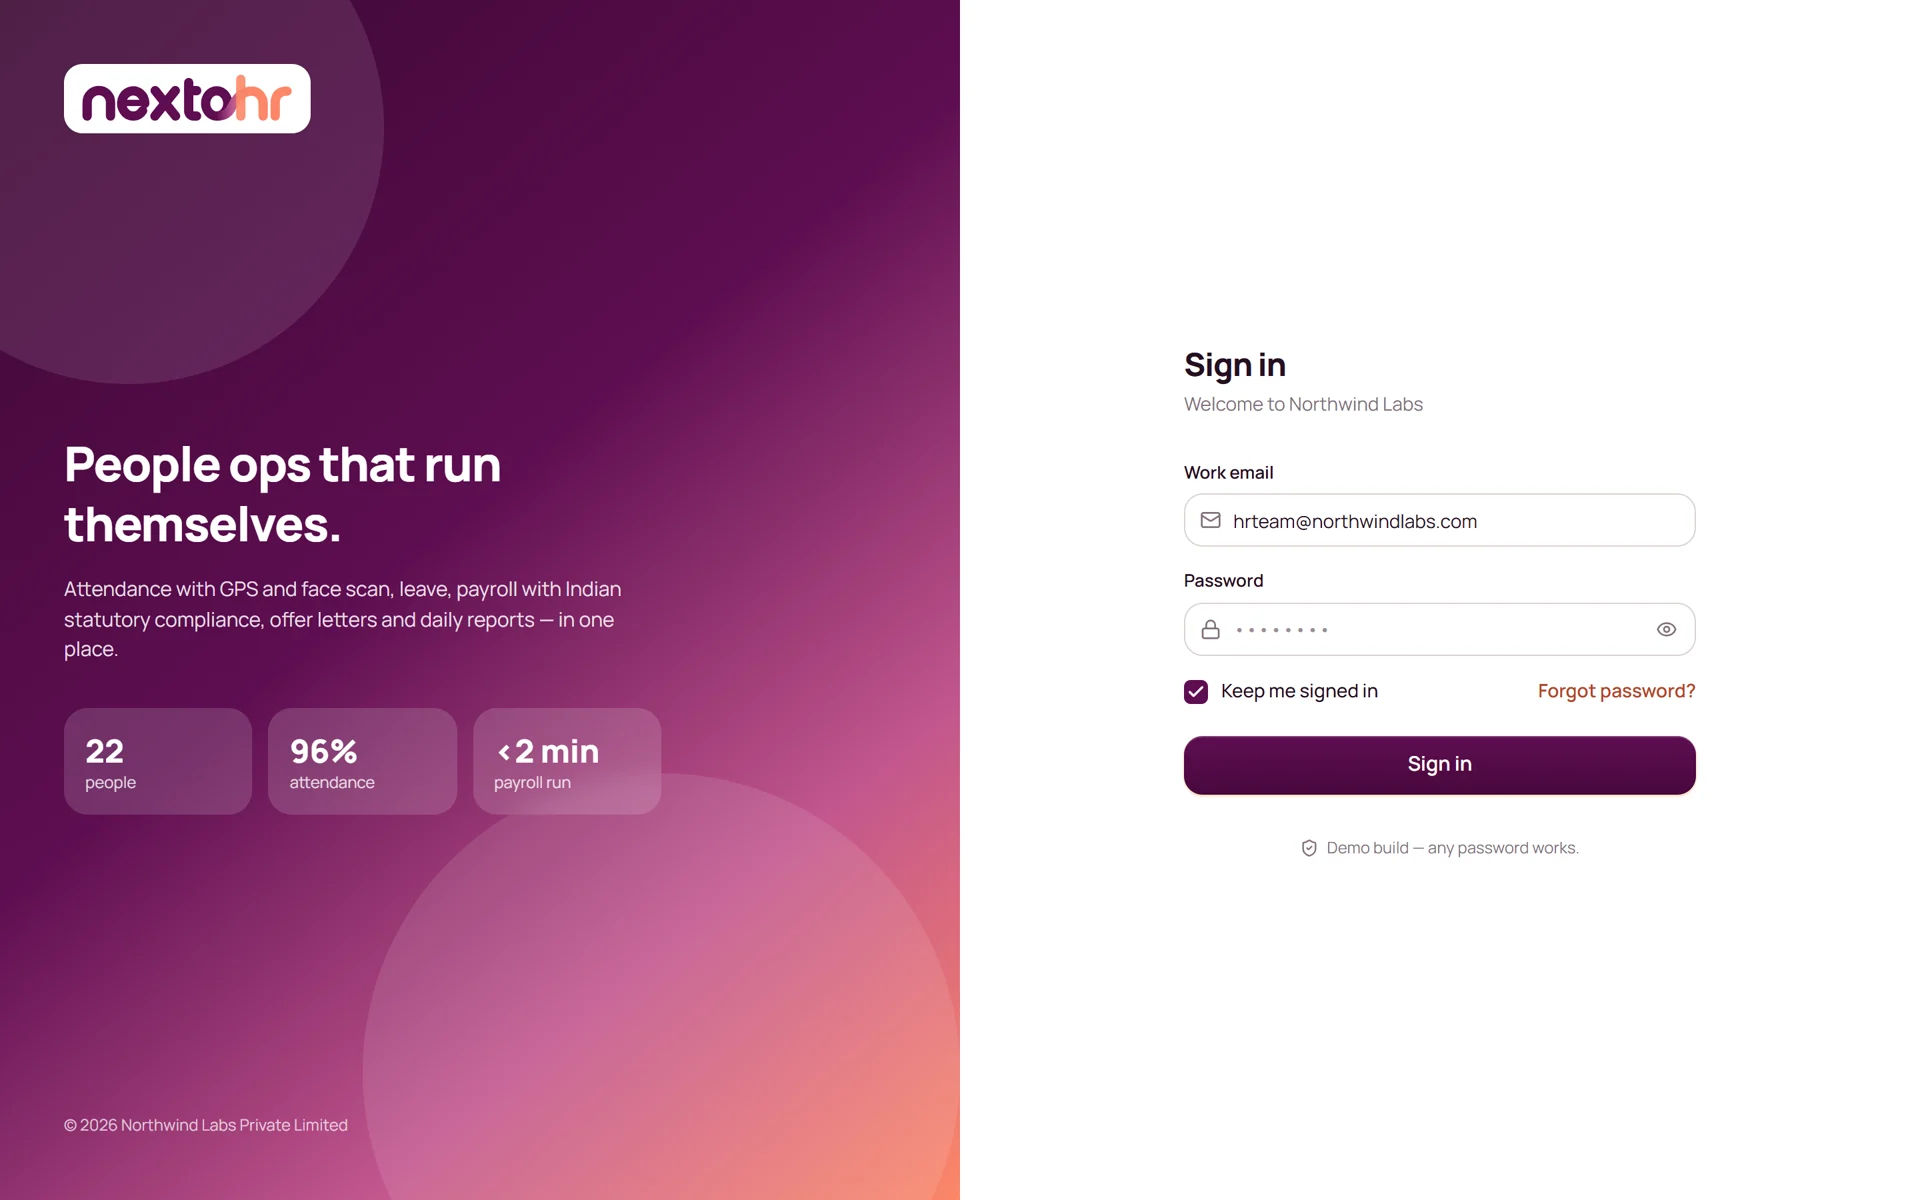 nextohr
People ops that run
themselves.
Attendance with GPS and face scan, leave, payroll with Indian
statutory compliance, offer letters and daily reports — in one
place.
22
people
96%
attendance
<2 min
payroll run
© 2026 Northwind Labs Private Limited
Sign in
Welcome to Northwind Labs
Work email
hrteam@northwindlabs.com
Password
••••••••
Keep me signed in
Forgot password?
Sign in
Demo build — any password works.